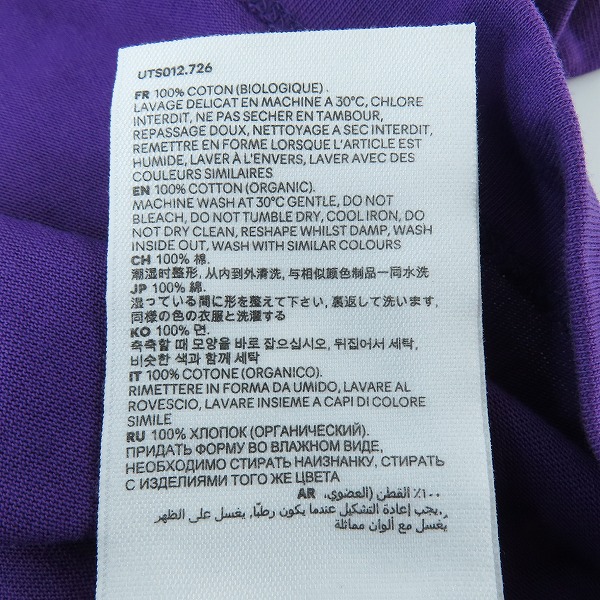 UTS012.726
FR 100% COTON (BIOLOGIQUE).
LAVAGE DELICAT EN MACHINE A 30°C, CHLORE
INTERDIT, NE PAS SECHER EN TAMBOUR,
REPASSAGE DOUX, NETTOYAGE A SEC INTERDIT,
REMETTRE EN FORME LORSQUE L'ARTICLE EST
HUMIDE, LAVER À L'ENVERS, LAVER AVEC DES
COULEURS SIMILAIRES
EN 100% COTTON (ORGANIC).
MACHINE WASH AT 30°C GENTLE, DO NOT
BLEACH, DO NOT TUMBLE DRY, COOL IRON, DO
NOT DRY CLEAN, RESHAPE WHILST DAMP, WASH
INSIDE OUT, WASH WITH SIMILAR COLOURS
CH 100% 棉.
潮湿时整形, 从内到外清洗, 与相似颜色制品一同水洗
JP 100% 綿.
湿っている間に形を整えて下さい, 裏返して洗います,
同様の色の衣服と洗濯する
KO 100% 면.
축축할 때 모양을 바로 잡으십시오, 뒤집어서 세탁,
비슷한 색과 함께 세탁
IT 100% COTONE (ORGANICO).
RIMETTERE IN FORMA DA UMIDO, LAVARE AL
ROVESCIO, LAVARE INSIEME A CAPI DI COLORE
SIMILE
RU 100% ХЛОПОК (ОРГАНИЧЕСКИЙ).
ПРИДАТЬ ФОРМУ ВО ВЛАЖНОМ ВИДЕ,
НЕОБХОДИМО СТИРАТЬ НАИЗНАНКУ, СТИРАТЬ
С ИЗДЕЛИЯМИ ТОГО ЖЕ ЦВЕТА
AR ١٠٠٪ القطن (العضوي).
يجب إعادة التشكيل عندما يكون رطبًا, يغسل على الظهر,
يغسل مع ألوان مماثلة